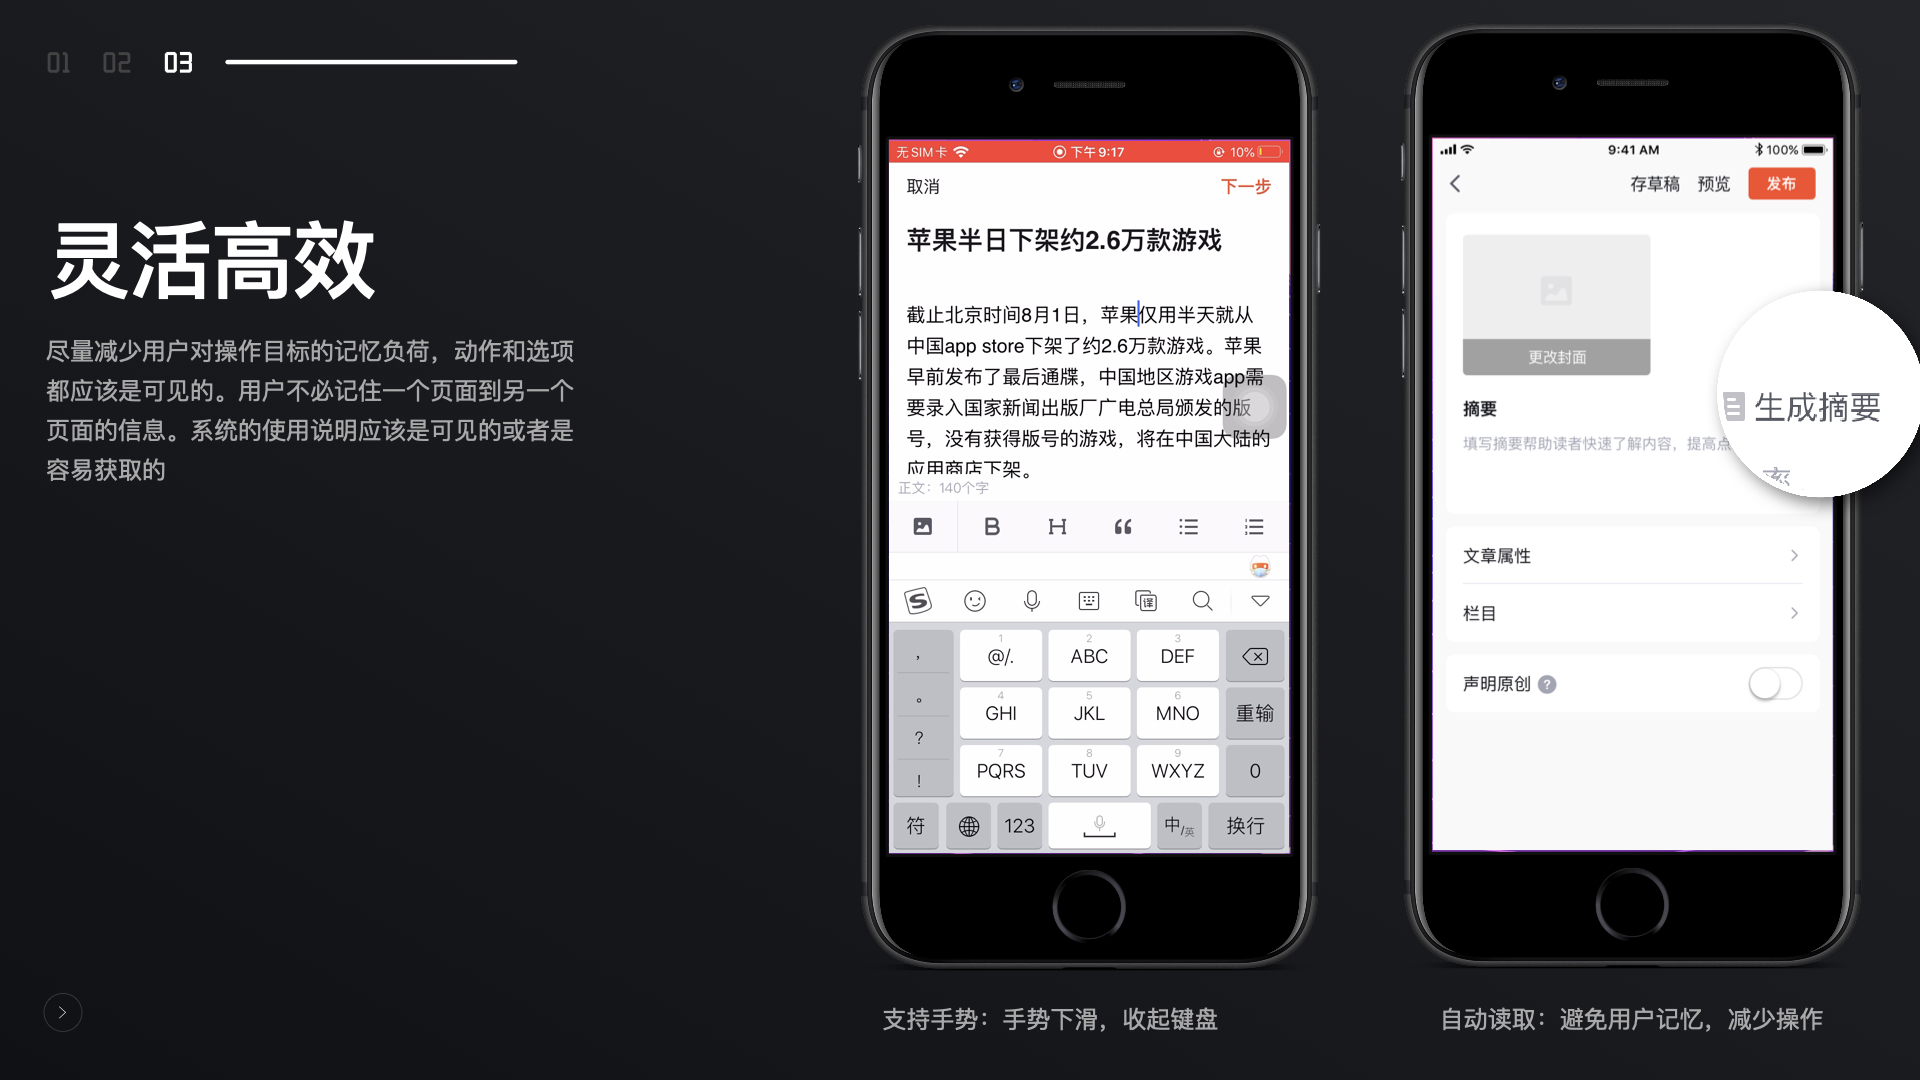 01 02 03
灵活高效
尽量减少用户对操作目标的记忆负荷，动作和选项
都应该是可见的。用户不必记住一个页面到另一个
页面的信息。系统的使用说明应该是可见的或者是
容易获取的
无SIM卡 下午9:17 10%
取消 下一步
苹果半日下架约2.6万款游戏
截止北京时间8月1日，苹果仅用半天就从
中国app store下架了约2.6万款游戏。苹果
早前发布了最后通牒，中国地区游戏app需
要录入国家新闻出版厂广电总局颁发的版
号，没有获得版号的游戏，将在中国大陆的
应用商店下架。
正文：140个字
B H
S 译
， 1 @/. 2 ABC 3 DEF
。 4 GHI 5 JKL 6 MNO 重输
?
! 7 PQRS 8 TUV 9 WXYZ 0
符 123 中/英 换行
支持手势：手势下滑，收起键盘
9:41 AM 100%
存草稿 预览 发布
更改封面
生成摘要
摘要
填写摘要帮助读者快速了解内容，提高点
文章属性
栏目
声明原创 ?
自动读取：避免用户记忆，减少操作